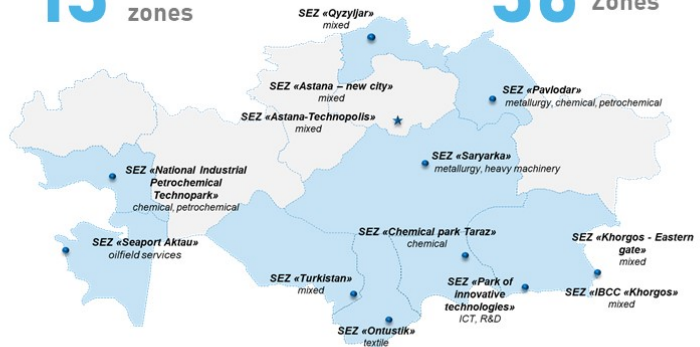 zones
zones
SEZ «Qyzyljar»
mixed
SEZ «Astana – new city»
mixed
SEZ «Pavlodar»
metallurgy, chemical, petrochemical
SEZ «Astana-Technopolis»
mixed
SEZ «Saryarka»
metallurgy, heavy machinery
SEZ «National Industrial
Petrochemical
Technopark»
chemical, petrochemical
SEZ «Chemical park Taraz»
chemical
SEZ «Khorgos - Eastern
gate»
mixed
SEZ «Seaport Aktau»
oilfield services
SEZ «Turkistan»
mixed
SEZ «Park of
innovative
technologies»
ICT, R&D
SEZ «IBCC «Khorgos»
mixed
SEZ «Ontustik»
textile